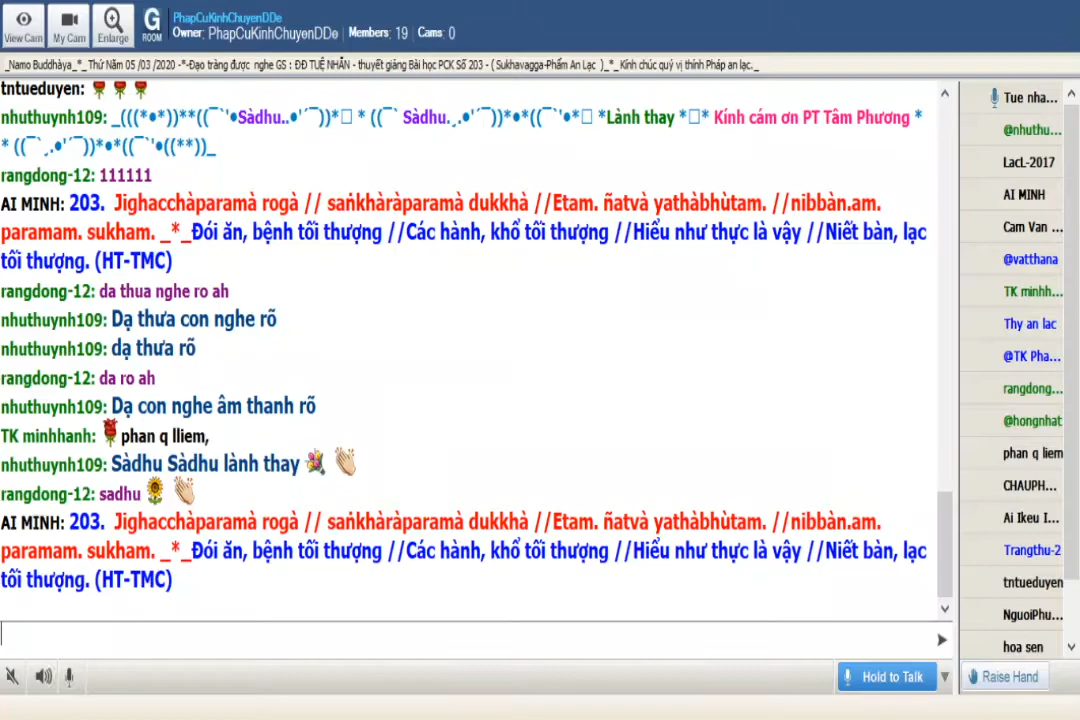 PhapCuKinhChuyenDDe
Owner: PhapCuKinhChuyenDDe Members: 19 Cams: 0
View Cam My Cam Enlarge G ROOM
_Namo Buddhàya_*_ Thứ Năm 05 /03 /2020 -*-Đạo tràng được nghe GS : ĐĐ TUỆ NHÃN - thuyết giảng Bài học PCK Số 203 - ( Sukhavagga-Phẩm An Lạc )_*_Kính chúc quý vị thính Pháp an lạc._
tntueduyen:
nhuthuynh109: _(((*•*))**((¯`'•Sàdhu..•'´¯))*▯ * ((¯` Sàdhu.¸.•'´¯))*•*((¯`'•*▯ *Lành thay *▯* Kính cám ơn PT Tâm Phương *
* ((¯`¸.•'´¯))*•*((¯`'•((**))_
rangdong-12: 111111
AI MINH: 203. Jighacchàparamà rogà // saṅkhàràparamà dukkhà //Etam. ñatvà yathàbhùtam. //nibbàn.am.
paramam. sukham. _*_Đói ăn, bệnh tối thượng //Các hành, khổ tối thượng //Hiểu như thực là vậy //Niết bàn, lạc
tối thượng. (HT-TMC)
rangdong-12: da thua nghe ro ah
nhuthuynh109: Dạ thưa con nghe rõ
nhuthuynh109: dạ thưa rõ
rangdong-12: da ro ah
nhuthuynh109: Dạ con nghe âm thanh rõ
TK minhhanh: phan q lliem,
nhuthuynh109: Sàdhu Sàdhu lành thay
rangdong-12: sadhu
AI MINH: 203. Jighacchàparamà rogà // saṅkhàràparamà dukkhà //Etam. ñatvà yathàbhùtam. //nibbàn.am.
paramam. sukham. _*_Đói ăn, bệnh tối thượng //Các hành, khổ tối thượng //Hiểu như thực là vậy //Niết bàn, lạc
tối thượng. (HT-TMC)
Tue nha...
@nhuthu...
LacL-2017
AI MINH
Cam Van ...
@vatthana
TK minhh...
Thy an lac
@TK Pha...
rangdong...
@hongnhat
phan q liem
CHAUPH...
Ai Ikeu I...
Trangthu-2
tntueduyen
NguoiPhu...
hoa sen
Hold to Talk
Raise Hand